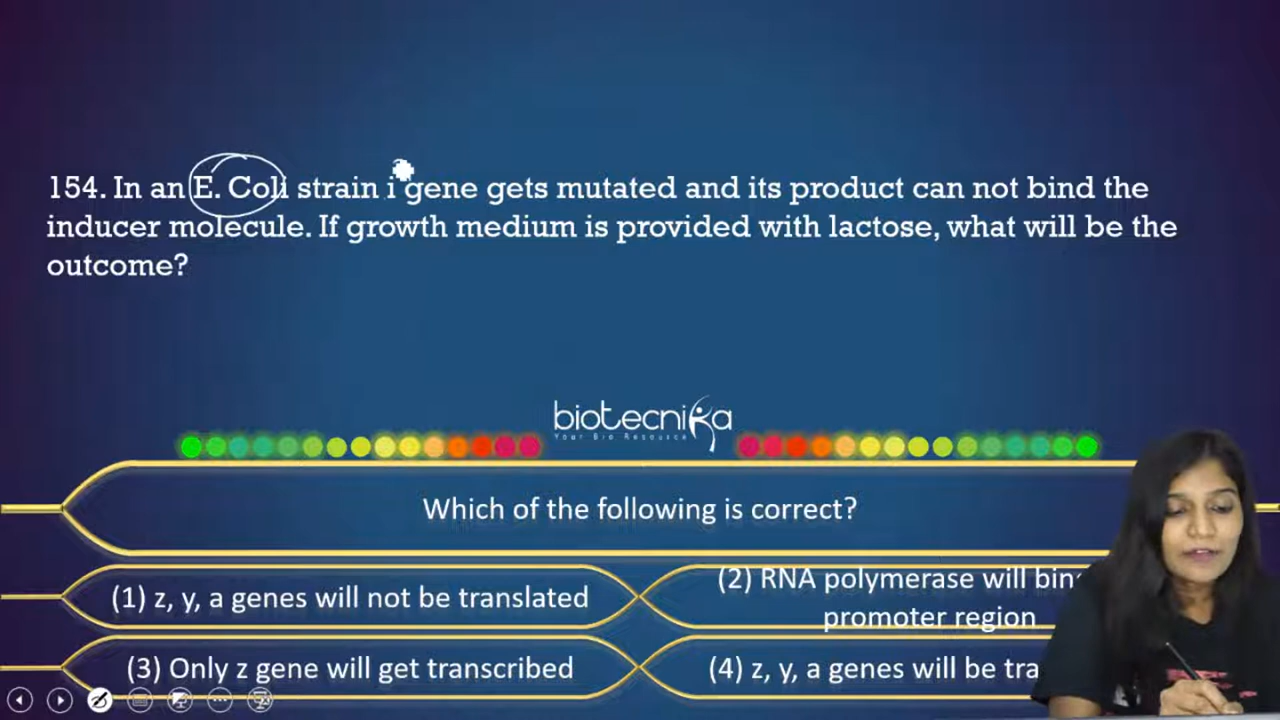 154. In an E. Coli strain i gene gets mutated and its product can not bind the
inducer molecule. If growth medium is provided with lactose, what will be the
outcome?
biotecnika
Your Bio Resource
Which of the following is correct?
(1) z, y, a genes will not be translated
(2) RNA polymerase will
promoter region
(3) Only z gene will get transcribed
(4) z, y, a genes will be